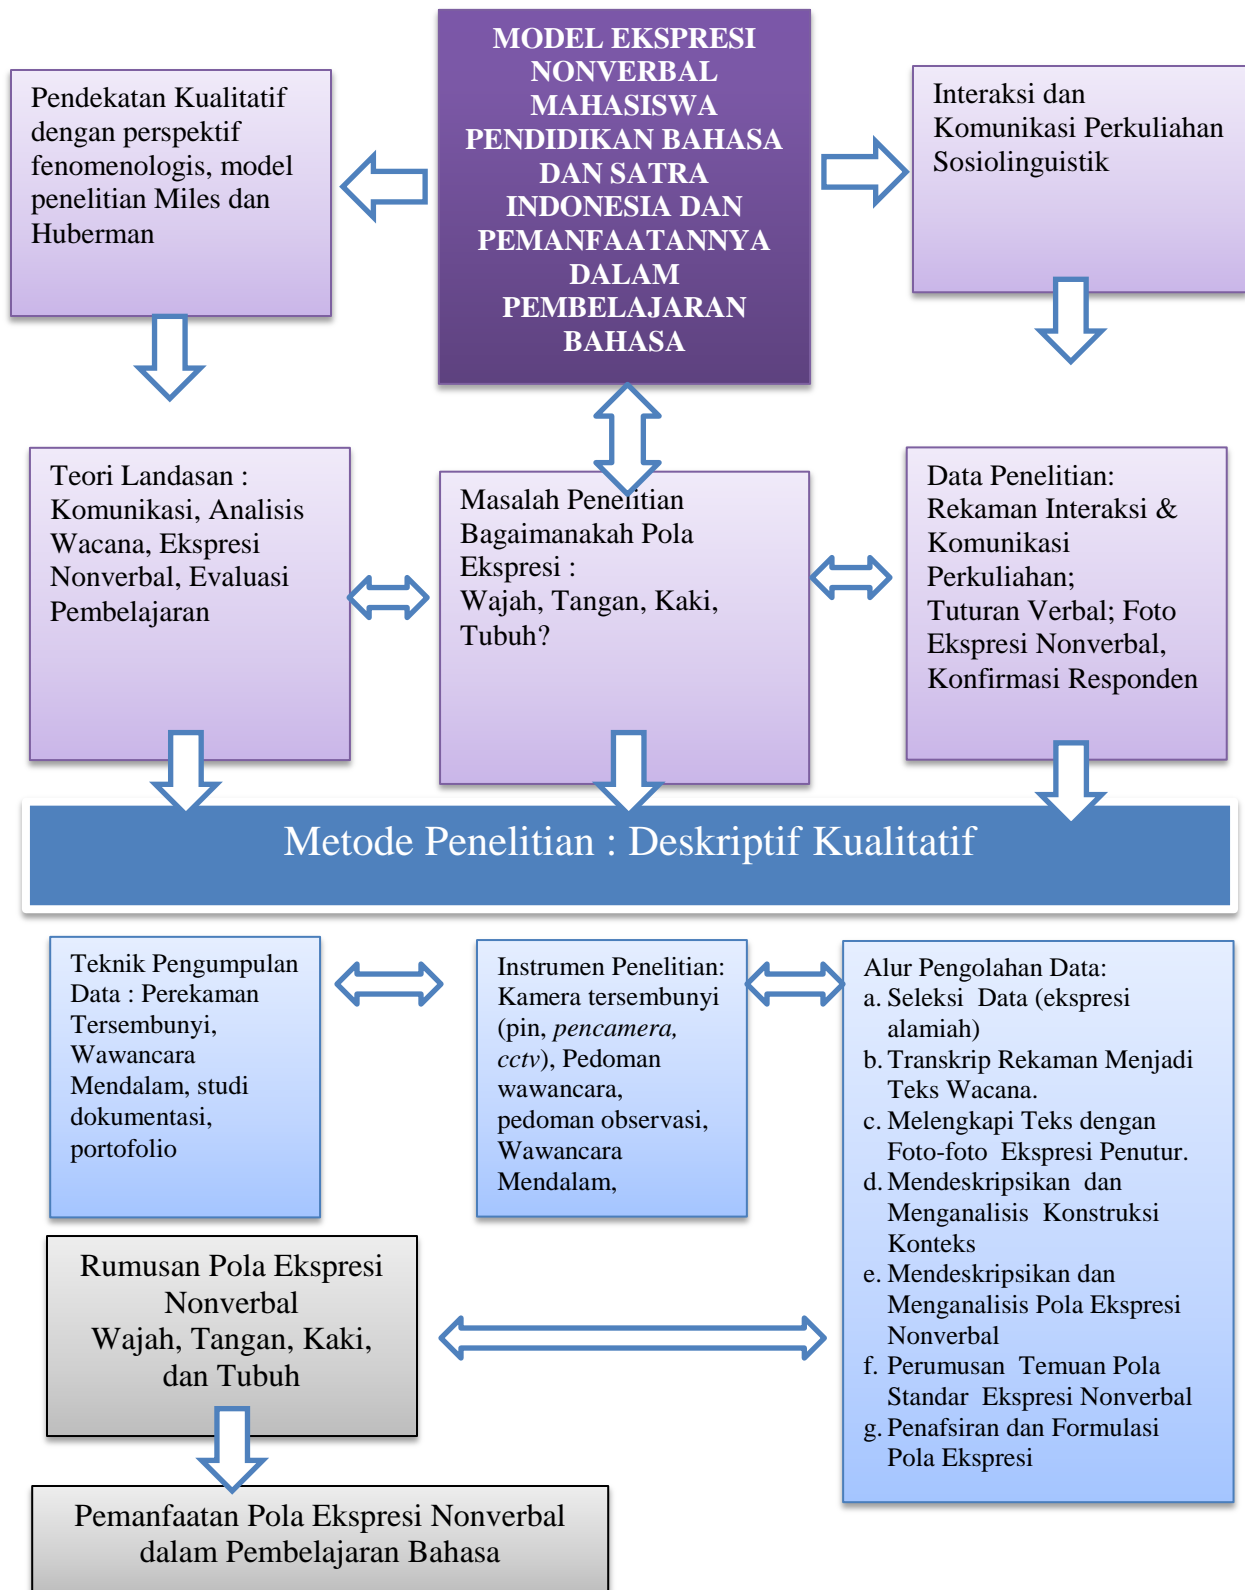 MODEL EKSPRESI
NONVERBAL
MAHASISWA
PENDIDIKAN BAHASA
DAN SATRA
INDONESIA DAN
PEMANFAATANNYA
DALAM
PEMBELAJARAN
BAHASA
Pendekatan Kualitatif
dengan perspektif
fenomenologis, model
penelitian Miles dan
Huberman
Interaksi dan
Komunikasi Perkuliahan
Sosiolinguistik
Teori Landasan :
Komunikasi, Analisis
Wacana, Ekspresi
Nonverbal, Evaluasi
Pembelajaran
Masalah Penelitian
Bagaimanakah Pola
Ekspresi :
Wajah, Tangan, Kaki,
Tubuh?
Data Penelitian:
Rekaman Interaksi &
Komunikasi
Perkuliahan;
Tuturan Verbal; Foto
Ekspresi Nonverbal,
Konfirmasi Responden
Metode Penelitian : Deskriptif Kualitatif
Teknik Pengumpulan
Data : Perekaman
Tersembunyi,
Wawancara
Mendalam, studi
dokumentasi,
portofolio
Instrumen Penelitian:
Kamera tersembunyi
(pin, pencamera,
cctv), Pedoman
wawancara,
pedoman observasi,
Wawancara
Mendalam,
Alur Pengolahan Data:
a. Seleksi Data (ekspresi
alamiah)
b. Transkrip Rekaman Menjadi
Teks Wacana.
c. Melengkapi Teks dengan
Foto-foto Ekspresi Penutur.
d. Mendeskripsikan dan
Menganalisis Konstruksi
Konteks
e. Mendeskripsikan dan
Menganalisis Pola Ekspresi
Nonverbal
f. Perumusan Temuan Pola
Standar Ekspresi Nonverbal
g. Penafsiran dan Formulasi
Pola Ekspresi
Rumusan Pola Ekspresi
Nonverbal
Wajah, Tangan, Kaki,
dan Tubuh
Pemanfaatan Pola Ekspresi Nonverbal
dalam Pembelajaran Bahasa